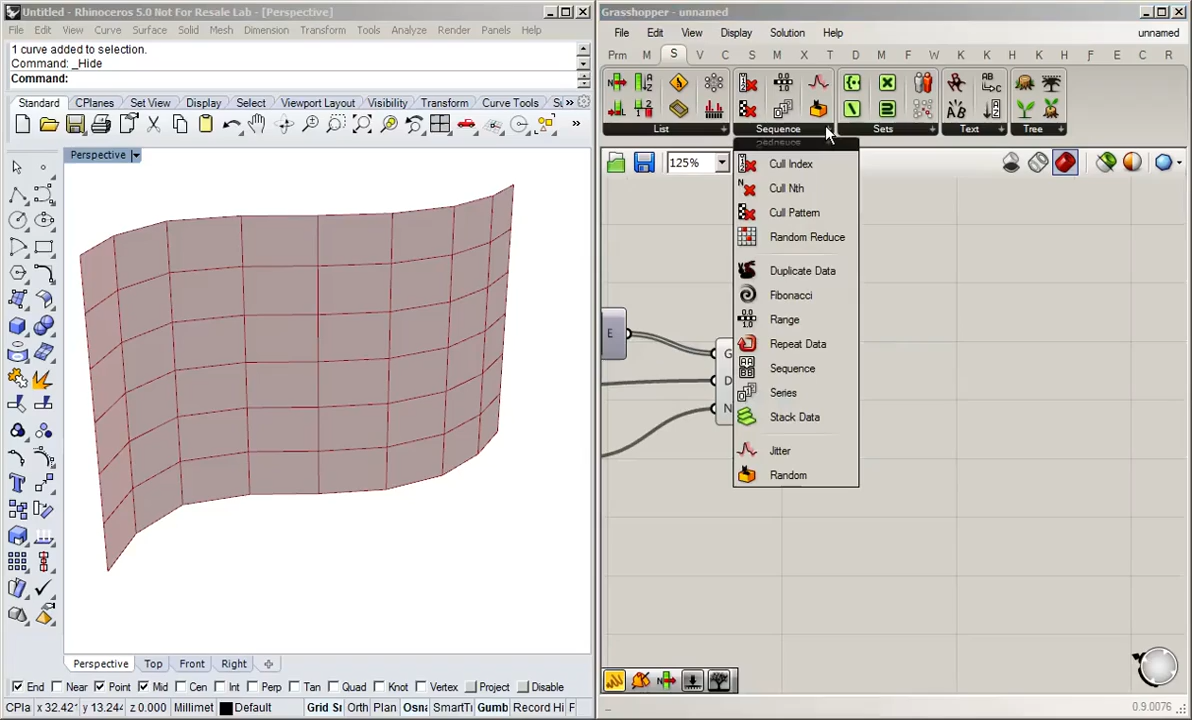 Untitled - Rhinoceros 5.0 Not For Resale Lab - [Perspective]
File Edit View Curve Surface Solid Mesh Dimension Transform Tools Analyze Render Panels Help
1 curve added to selection.
Command: _Hide
Command:
Standard CPlanes Set View Display Select Viewport Layout Visibility Transform Curve Tools
Perspective
Perspective Top Front Right
End Near Point Mid Cen Int Perp Tan Quad Knot Vertex Project Disable
CPla x 32.42 y 13.244 z 0.000 Millimet Default Grid S Orth Plan Osna SmartTi Gumb Record Hi F
Grasshopper - unnamed
File Edit View Display Solution Help unnamed
Prm M S V C S M X T D M F W K H K H E C R
List Sequence Sets Text Tree
125%
Cull Index
Cull Nth
Cull Pattern
Random Reduce
Duplicate Data
Fibonacci
Range
Repeat Data
Sequence
Series
Stack Data
Jitter
Random
E
G
D
N
0.9.0076